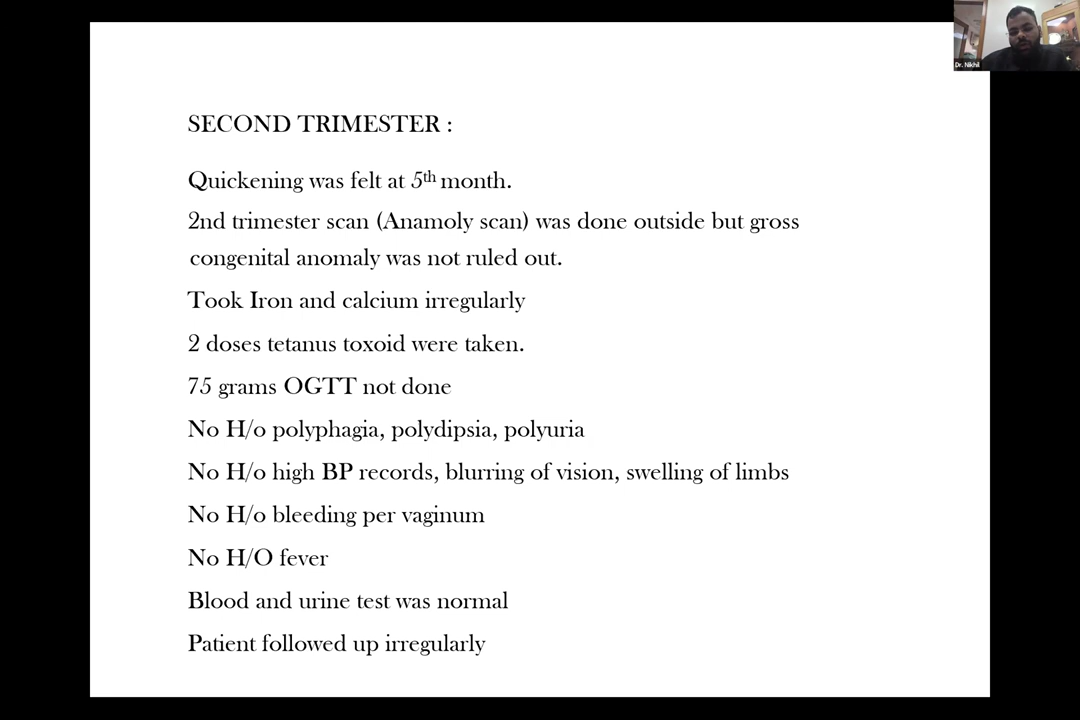 Dr. Nikhil
SECOND TRIMESTER :
Quickening was felt at 5th month.
2nd trimester scan (Anamoly scan) was done outside but gross
congenital anomaly was not ruled out.
Took Iron and calcium irregularly
2 doses tetanus toxoid were taken.
75 grams OGTT not done
No H/o polyphagia, polydipsia, polyuria
No H/o high BP records, blurring of vision, swelling of limbs
No H/o bleeding per vaginum
No H/O fever
Blood and urine test was normal
Patient followed up irregularly